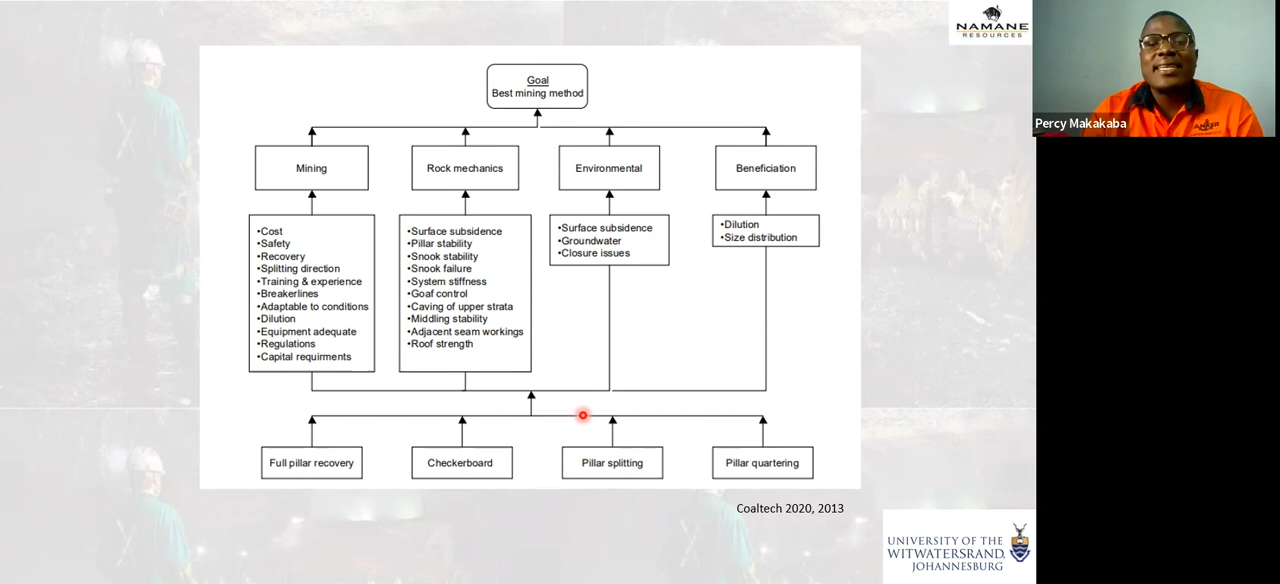 NAMANE
RESOURCES
Percy Makakaba
Goal
Best mining method
Mining
Rock mechanics
Environmental
Beneficiation
•Cost
•Safety
•Recovery
•Splitting direction
•Training & experience
•Breakerlines
•Adaptable to conditions
•Dilution
•Equipment adequate
•Regulations
•Capital requirments
•Surface subsidence
•Pillar stability
•Snook stability
•Snook failure
•System stiffness
•Goaf control
•Caving of upper strata
•Middling stability
•Adjacent seam workings
•Roof strength
•Surface subsidence
•Groundwater
•Closure issues
•Dilution
•Size distribution
Full pillar recovery
Checkerboard
Pillar splitting
Pillar quartering
Coaltech 2020, 2013
UNIVERSITY OF THE
WITWATERSRAND,
JOHANNESBURG